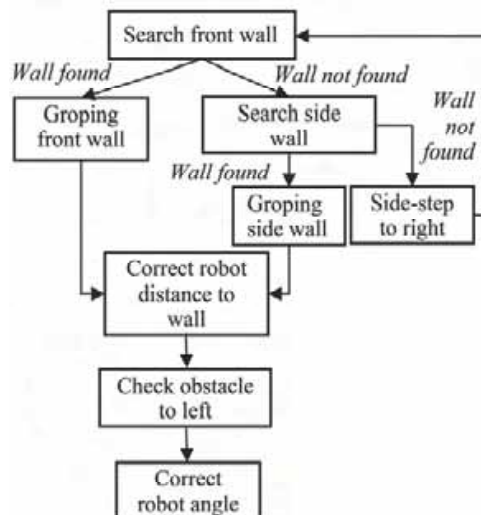 Search front wall
Wall found
Wall not found
Groping
front wall
Search side
wall
Wall
not
found
Wall found
Groping
side wall
Side-step
to right
Correct robot
distance to
wall
Check obstacle
to left
Correct
robot angle